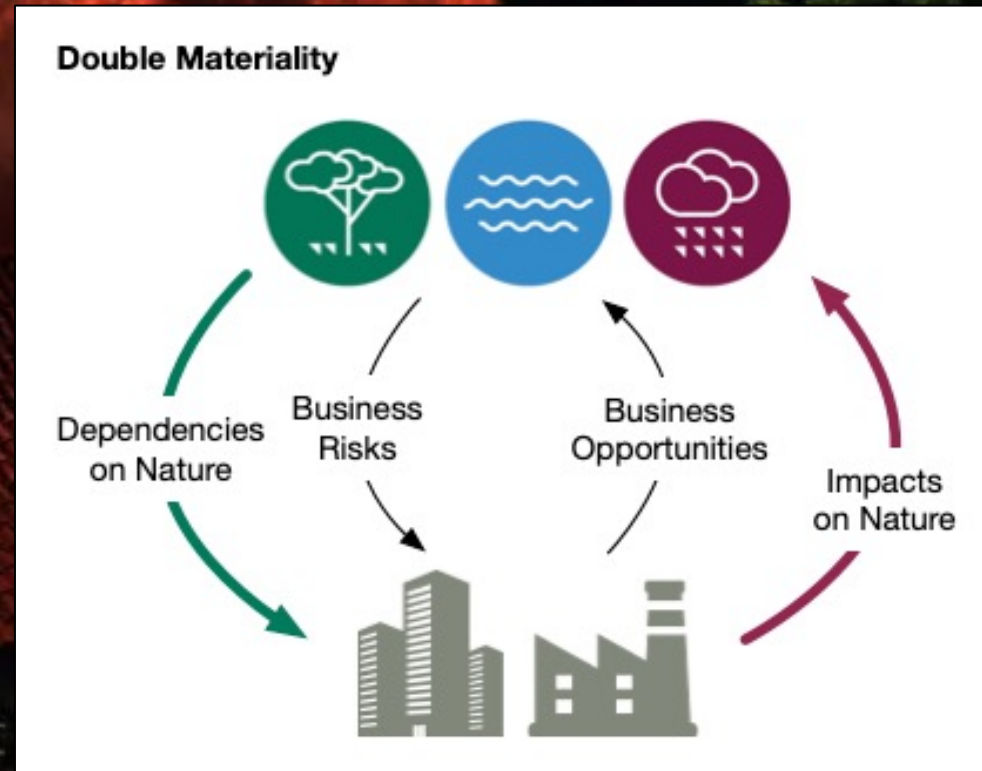 Double Materiality
Dependencies
on Nature
Business
Risks
Business
Opportunities
Impacts
on Nature